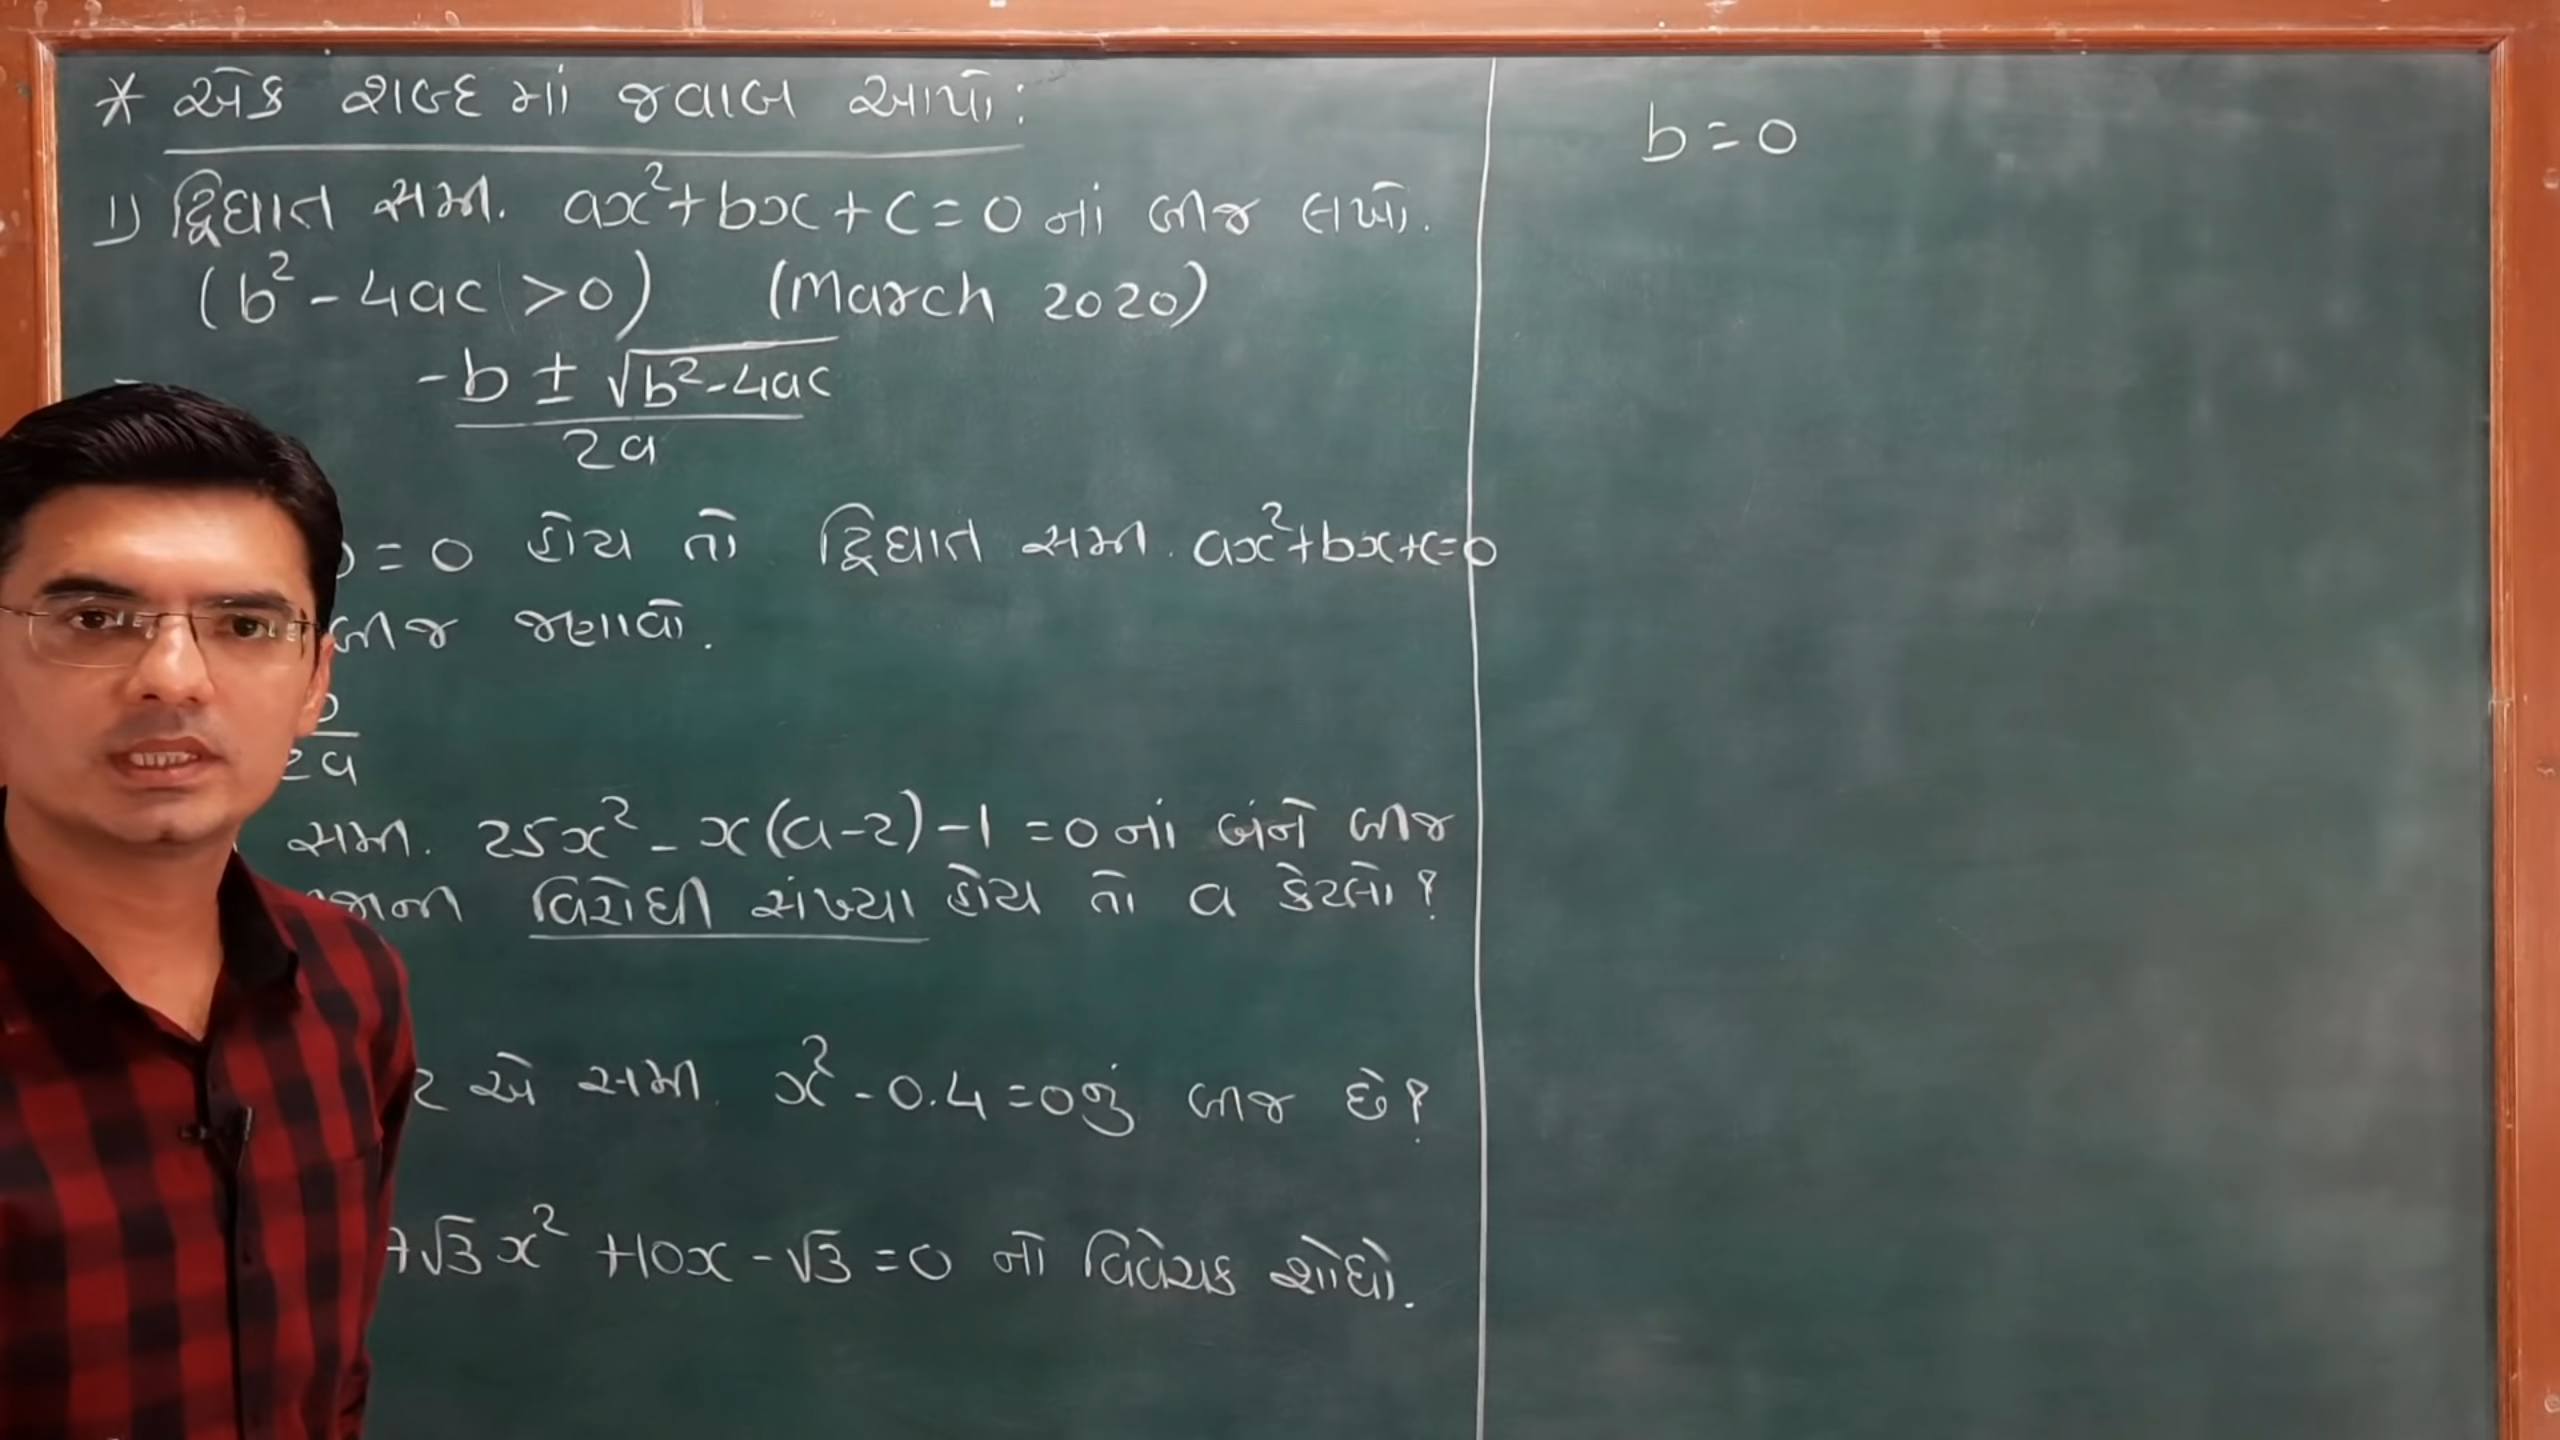 * એક શબ્દમાં જવાબ આપો:
1) દ્વિઘાત સમી. ax²+bx+c=0 નાં બીજ લખો.
(b²-4ac>0) (March 2020)
-b ± √b²-4ac
2a
=0 હોય તો દ્વિઘાત સમી. ax²+bx+c=0
બીજ જણાવો.
2a
સમી. 25x²-x(a-2)-1=0 નાં બંને બીજ
વિરોધી સંખ્યા હોય તો a કેટલો?
2 એ સમી. x²-0.4=0 નું બીજ છે?
7√3x²+10x-√3=0 નો વિવેચક શોધો.
b=0